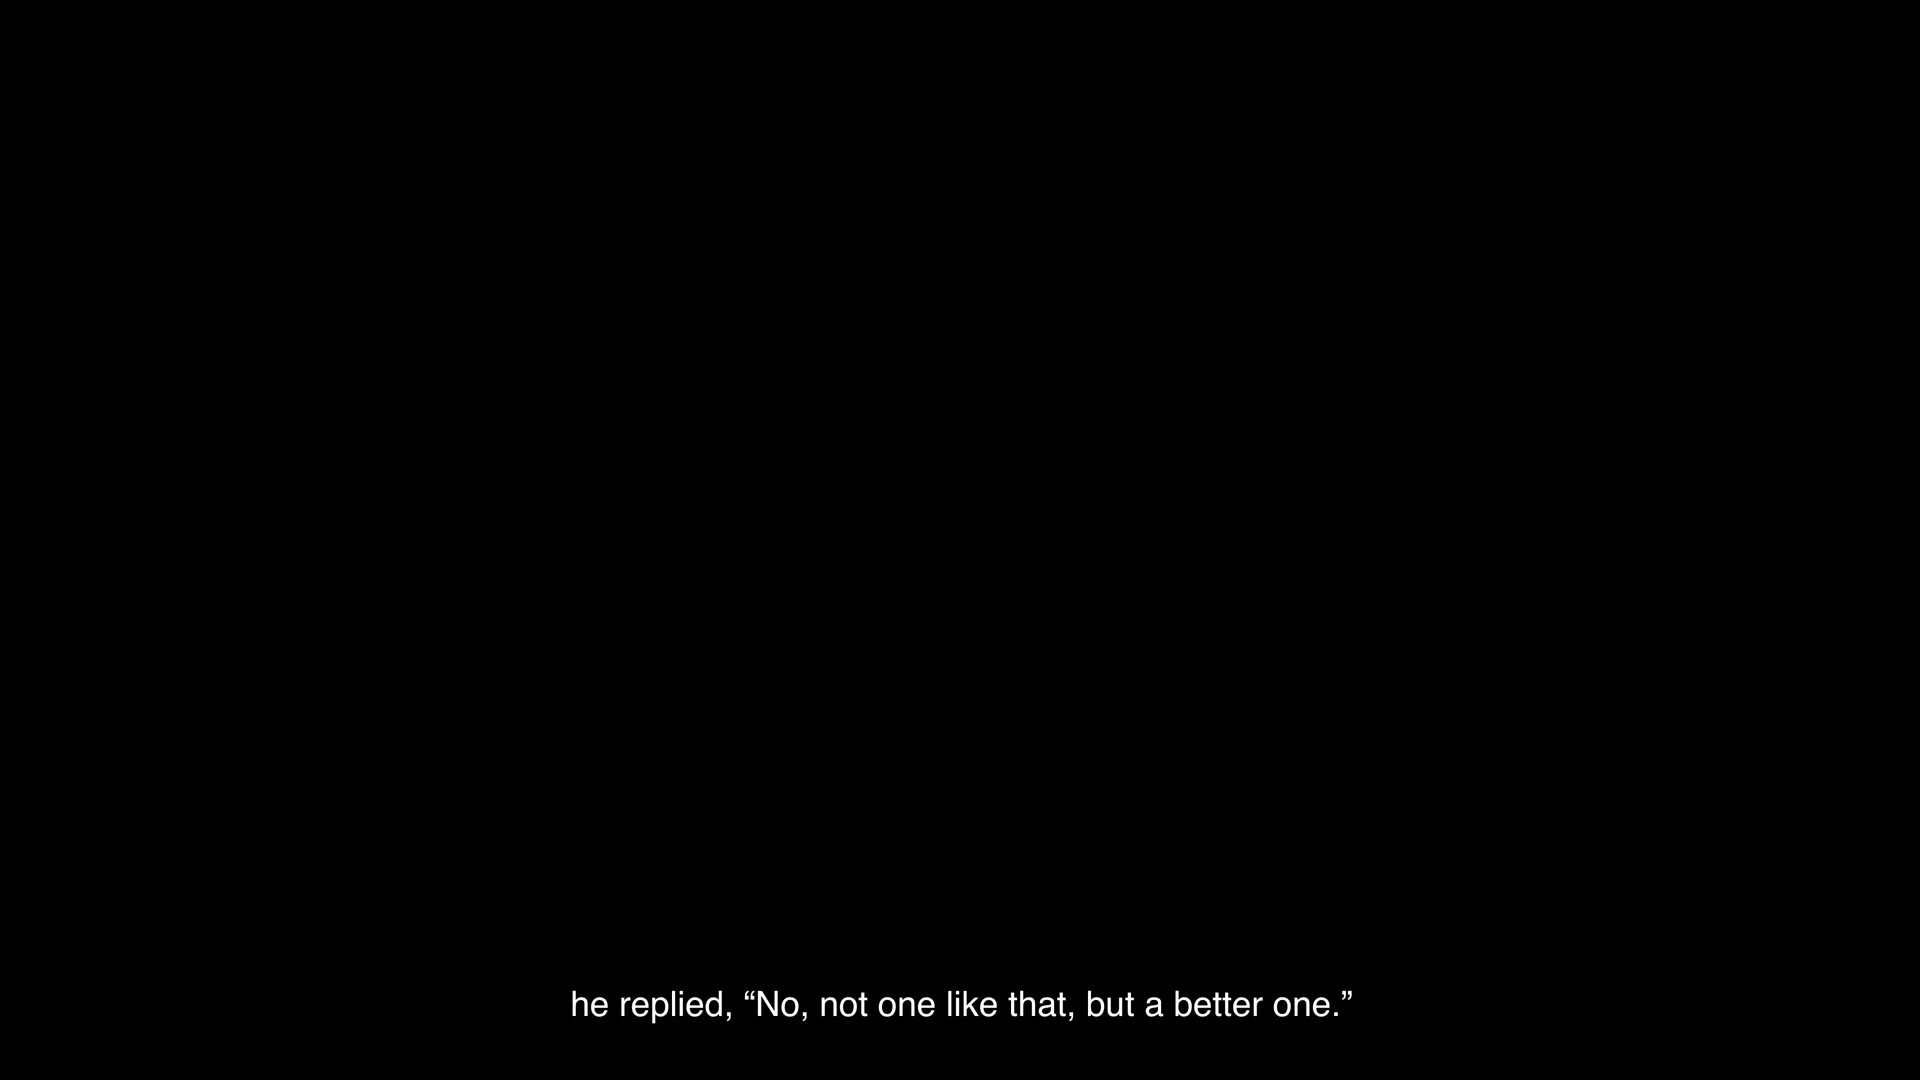 he replied, “No, not one like that, but a better one.”